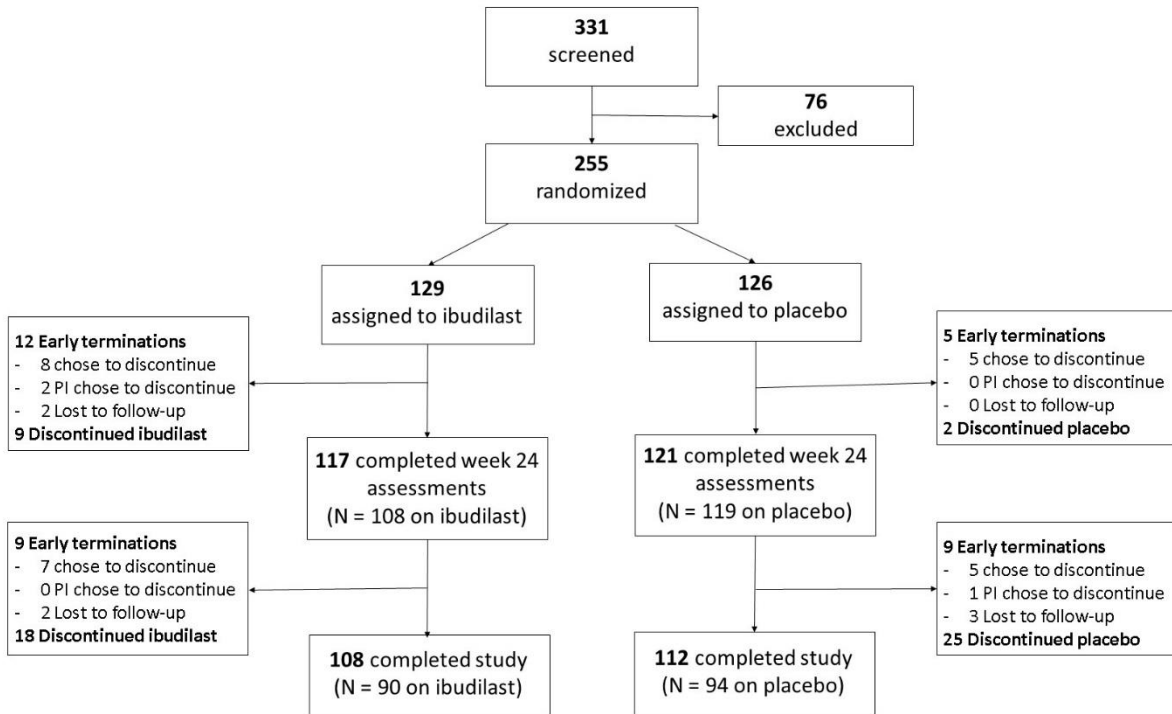 331
screened
76
excluded
255
randomized
129
assigned to ibudilast
126
assigned to placebo
12 Early terminations
- 8 chose to discontinue
- 2 PI chose to discontinue
- 2 Lost to follow-up
9 Discontinued ibudilast
5 Early terminations
- 5 chose to discontinue
- 0 PI chose to discontinue
- 0 Lost to follow-up
2 Discontinued placebo
117 completed week 24
assessments
(N = 108 on ibudilast)
121 completed week 24
assessments
(N = 119 on placebo)
9 Early terminations
- 7 chose to discontinue
- 0 PI chose to discontinue
- 2 Lost to follow-up
18 Discontinued ibudilast
9 Early terminations
- 5 chose to discontinue
- 1 PI chose to discontinue
- 3 Lost to follow-up
25 Discontinued placebo
108 completed study
(N = 90 on ibudilast)
112 completed study
(N = 94 on placebo)